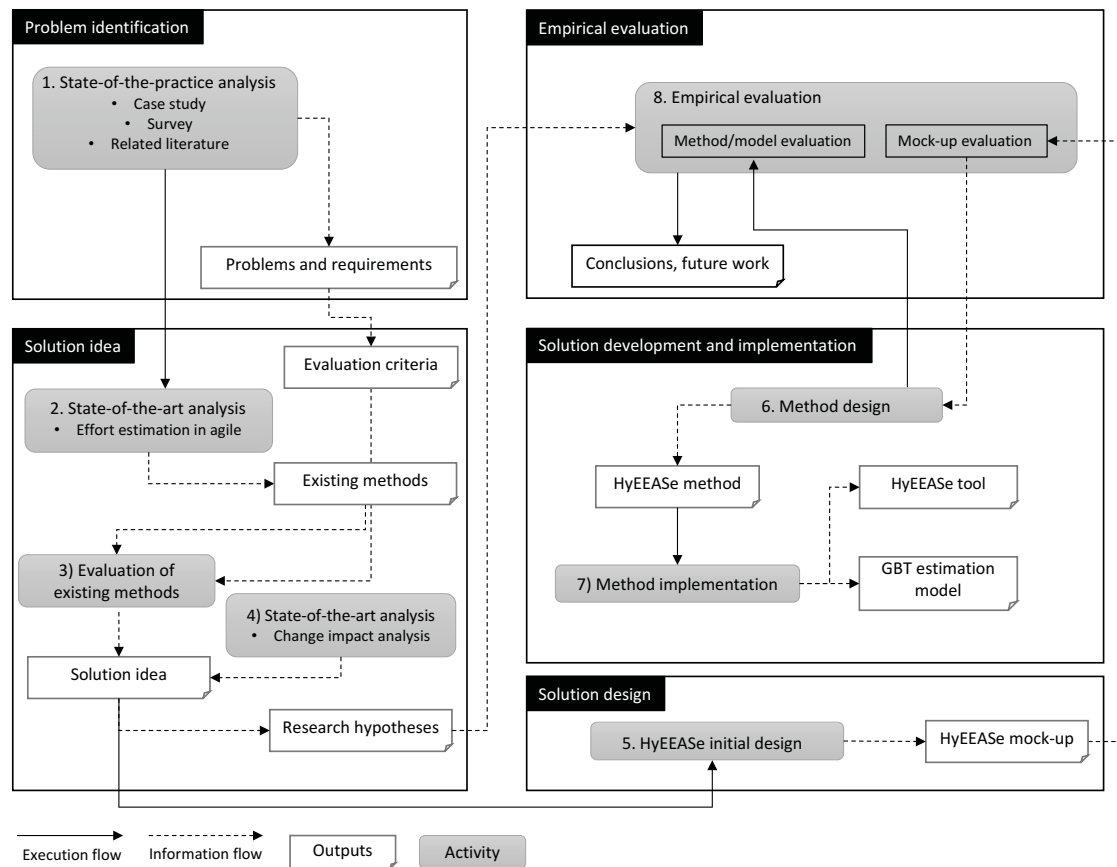 Problem identification
1. State-of-the-practice analysis
• Case study
• Survey
• Related literature
Problems and requirements
Solution idea
Evaluation criteria
2. State-of-the-art analysis
• Effort estimation in agile
Existing methods
3) Evaluation of
existing methods
4) State-of-the-art analysis
• Change impact analysis
Solution idea
Research hypotheses
Empirical evaluation
8. Empirical evaluation
Method/model evaluation
Mock-up evaluation
Conclusions, future work
Solution development and implementation
6. Method design
HyEEASe method
HyEEASe tool
7) Method implementation
GBT estimation
model
Solution design
5. HyEEASe initial design
HyEEASe mock-up
Execution flow
Information flow
Outputs
Activity